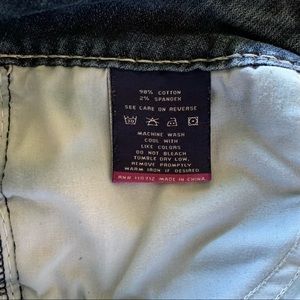 98% COTTON
2% SPANDEX
SEE CARE ON REVERSE
MACHINE WASH
COOL WITH
LIKE COLORS
DO NOT BLEACH
TUMBLE DRY LOW,
REMOVE PROMPTLY
WARM IRON IF DESIRED
MADE IN CHINA